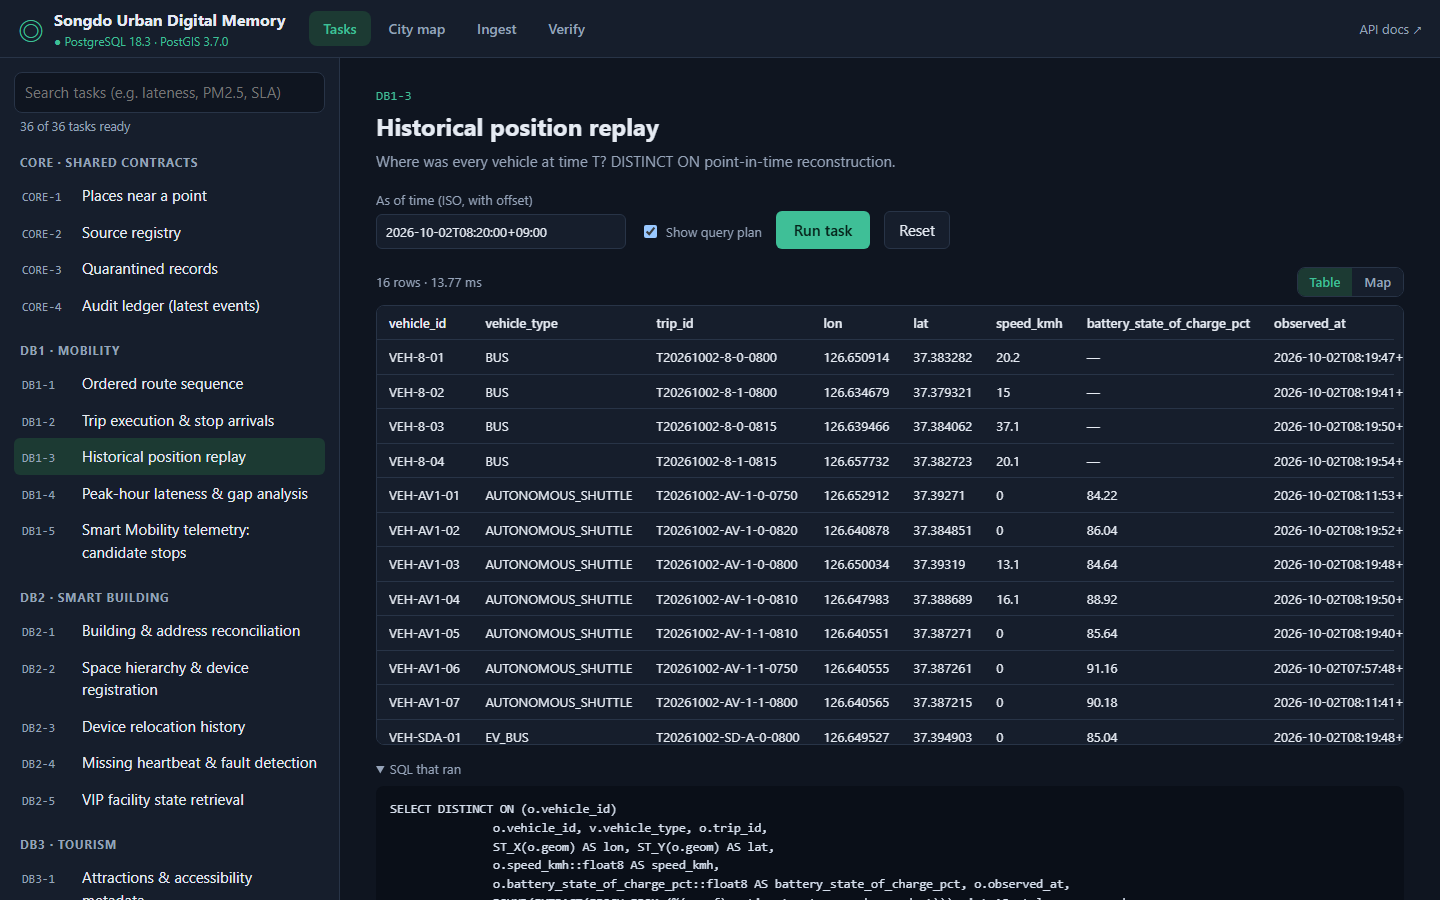 Songdo Urban Digital Memory
● PostgreSQL 18.3 · PostGIS 3.7.0
Tasks
City map
Ingest
Verify
API docs ↗
Search tasks (e.g. lateness, PM2.5, SLA)
36 of 36 tasks ready
CORE · SHARED CONTRACTS
CORE-1 Places near a point
CORE-2 Source registry
CORE-3 Quarantined records
CORE-4 Audit ledger (latest events)
DB1 · MOBILITY
DB1-1 Ordered route sequence
DB1-2 Trip execution & stop arrivals
DB1-3 Historical position replay
DB1-4 Peak-hour lateness & gap analysis
DB1-5 Smart Mobility telemetry:
candidate stops
DB2 · SMART BUILDING
DB2-1 Building & address reconciliation
DB2-2 Space hierarchy & device
registration
DB2-3 Device relocation history
DB2-4 Missing heartbeat & fault detection
DB2-5 VIP facility state retrieval
DB3 · TOURISM
DB3-1 Attractions & accessibility
metadata
DB1-3
Historical position replay
Where was every vehicle at time T? DISTINCT ON point-in-time reconstruction.
As of time (ISO, with offset)
2026-10-02T08:20:00+09:00
Show query plan
Run task
Reset
16 rows · 13.77 ms
Table
Map
vehicle_id vehicle_type trip_id lon lat speed_kmh battery_state_of_charge_pct observed_at
VEH-8-01 BUS T20261002-8-0-0800 126.650914 37.383282 20.2 — 2026-10-02T08:19:47+
VEH-8-02 BUS T20261002-8-1-0800 126.634679 37.379321 15 — 2026-10-02T08:19:41+
VEH-8-03 BUS T20261002-8-0-0815 126.639466 37.384062 37.1 — 2026-10-02T08:19:50+
VEH-8-04 BUS T20261002-8-1-0815 126.657732 37.382723 20.1 — 2026-10-02T08:19:54+
VEH-AV1-01 AUTONOMOUS_SHUTTLE T20261002-AV-1-0-0750 126.652912 37.39271 0 84.22 2026-10-02T08:11:53+
VEH-AV1-02 AUTONOMOUS_SHUTTLE T20261002-AV-1-0-0820 126.640878 37.384851 0 86.04 2026-10-02T08:19:52+
VEH-AV1-03 AUTONOMOUS_SHUTTLE T20261002-AV-1-0-0800 126.650034 37.39319 13.1 84.64 2026-10-02T08:19:48+
VEH-AV1-04 AUTONOMOUS_SHUTTLE T20261002-AV-1-0-0810 126.647983 37.388689 16.1 88.92 2026-10-02T08:19:50+
VEH-AV1-05 AUTONOMOUS_SHUTTLE T20261002-AV-1-1-0810 126.640551 37.387271 0 85.64 2026-10-02T08:19:40+
VEH-AV1-06 AUTONOMOUS_SHUTTLE T20261002-AV-1-1-0750 126.640555 37.387261 0 91.16 2026-10-02T07:57:48+
VEH-AV1-07 AUTONOMOUS_SHUTTLE T20261002-AV-1-1-0800 126.640565 37.387215 0 90.18 2026-10-02T08:11:41+
VEH-SDA-01 EV_BUS T20261002-SD-A-0-0800 126.649527 37.394903 0 85.04 2026-10-02T08:19:48+
▼ SQL that ran
SELECT DISTINCT ON (o.vehicle_id)
o.vehicle_id, v.vehicle_type, o.trip_id,
ST_X(o.geom) AS lon, ST_Y(o.geom) AS lat,
o.speed_kmh::float8 AS speed_kmh,
o.battery_state_of_charge_pct::float8 AS battery_state_of_charge_pct, o.observed_at,